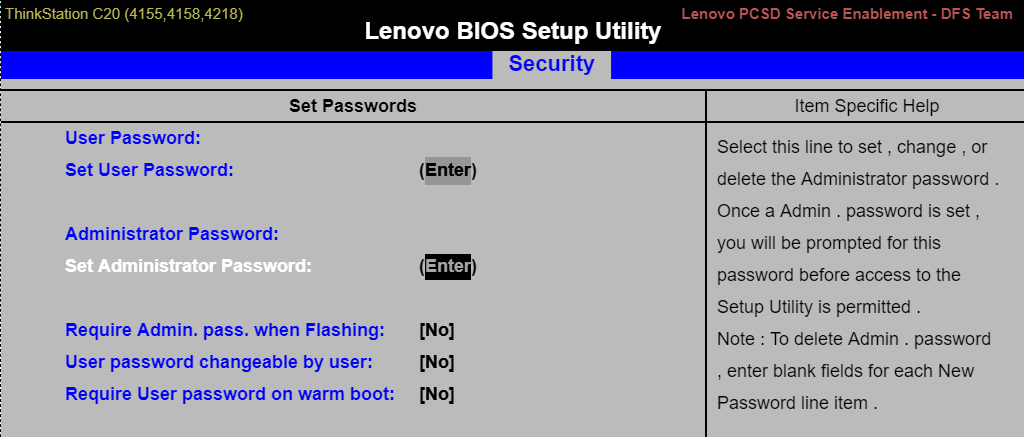 ThinkStation C20 (4155,4158,4218)
Lenovo PCSD Service Enablement - DFS Team
Lenovo BIOS Setup Utility
Security
Set Passwords
Item Specific Help
User Password:
Set User Password: (Enter)
Administrator Password:
Set Administrator Password: (Enter)
Require Admin. pass. when Flashing: [No]
User password changeable by user: [No]
Require User password on warm boot: [No]
Select this line to set , change , or
delete the Administrator password .
Once a Admin . password is set ,
you will be prompted for this
password before access to the
Setup Utility is permitted .
Note : To delete Admin . password
, enter blank fields for each New
Password line item .